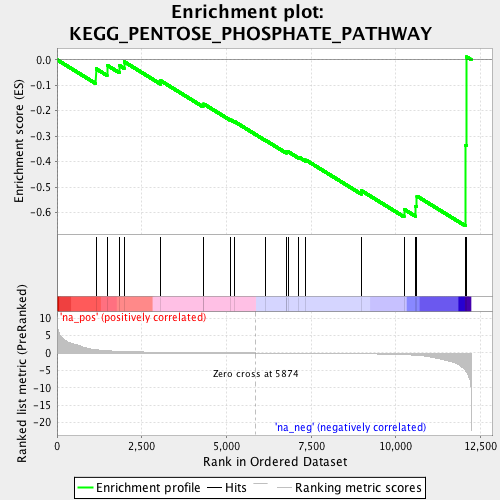 Enrichment plot:
KEGG_PENTOSE_PHOSPHATE_PATHWAY
Enrichment score (ES)
0.0
-0.1
-0.2
-0.3
-0.4
-0.5
-0.6
'na_pos' (positively correlated)
Ranked list metric (PreRanked)
10
5
0
-5
-10
-15
-20
Zero cross at 5874
'na_neg' (negatively correlated)
0
2,500
5,000
7,500
10,000
12,500
Rank in Ordered Dataset
Enrichment profile
Hits
Ranking metric scores